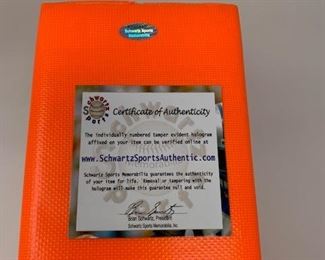 Schwartz Sports
Memorabilia
Schwartz
Sports
Certificate of Authenticity
The individually numbered tamper evident hologram
affixed on your item can be verified online at
www.SchwartzSportsAuthentic.com
Schwartz Sports Memorabilia guarantees the authenticity
of your item for life. Removal or tampering with the
hologram will make this guarantee null and void.
Brian Schwartz, President
Schwartz Sports Memorabilia, Inc.